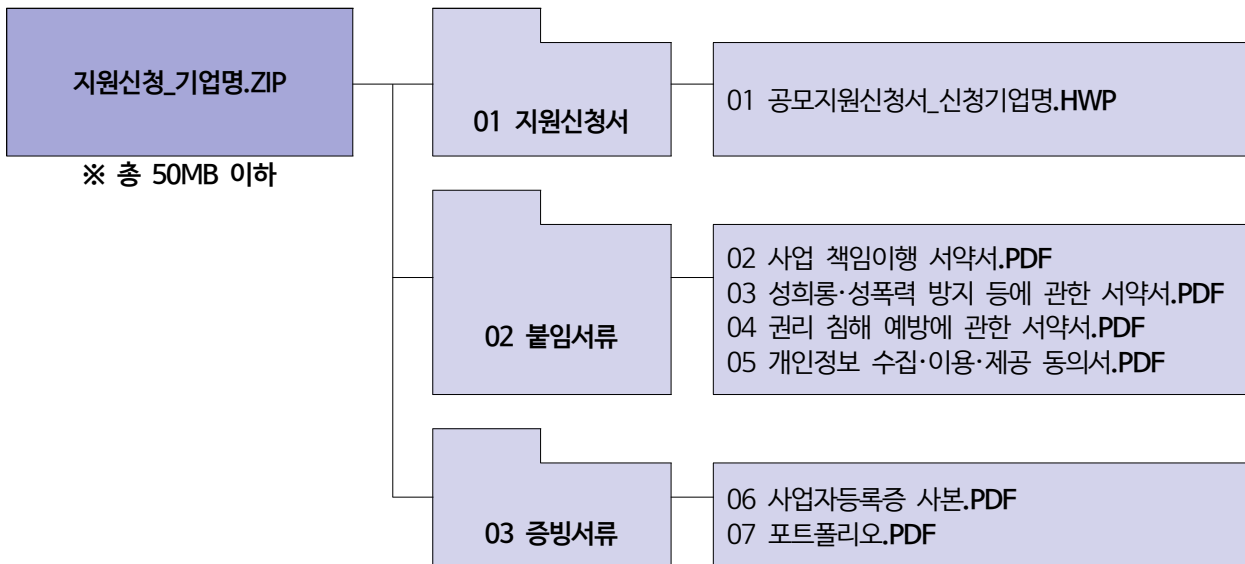 지원신청_기업명.ZIP
※ 총 50MB 이하
01 지원신청서
01 공모지원신청서_신청기업명.HWP
02 붙임서류
02 사업 책임이행 서약서.PDF
03 성희롱·성폭력 방지 등에 관한 서약서.PDF
04 권리 침해 예방에 관한 서약서.PDF
05 개인정보 수집·이용·제공 동의서.PDF
03 증빙서류
06 사업자등록증 사본.PDF
07 포트폴리오.PDF